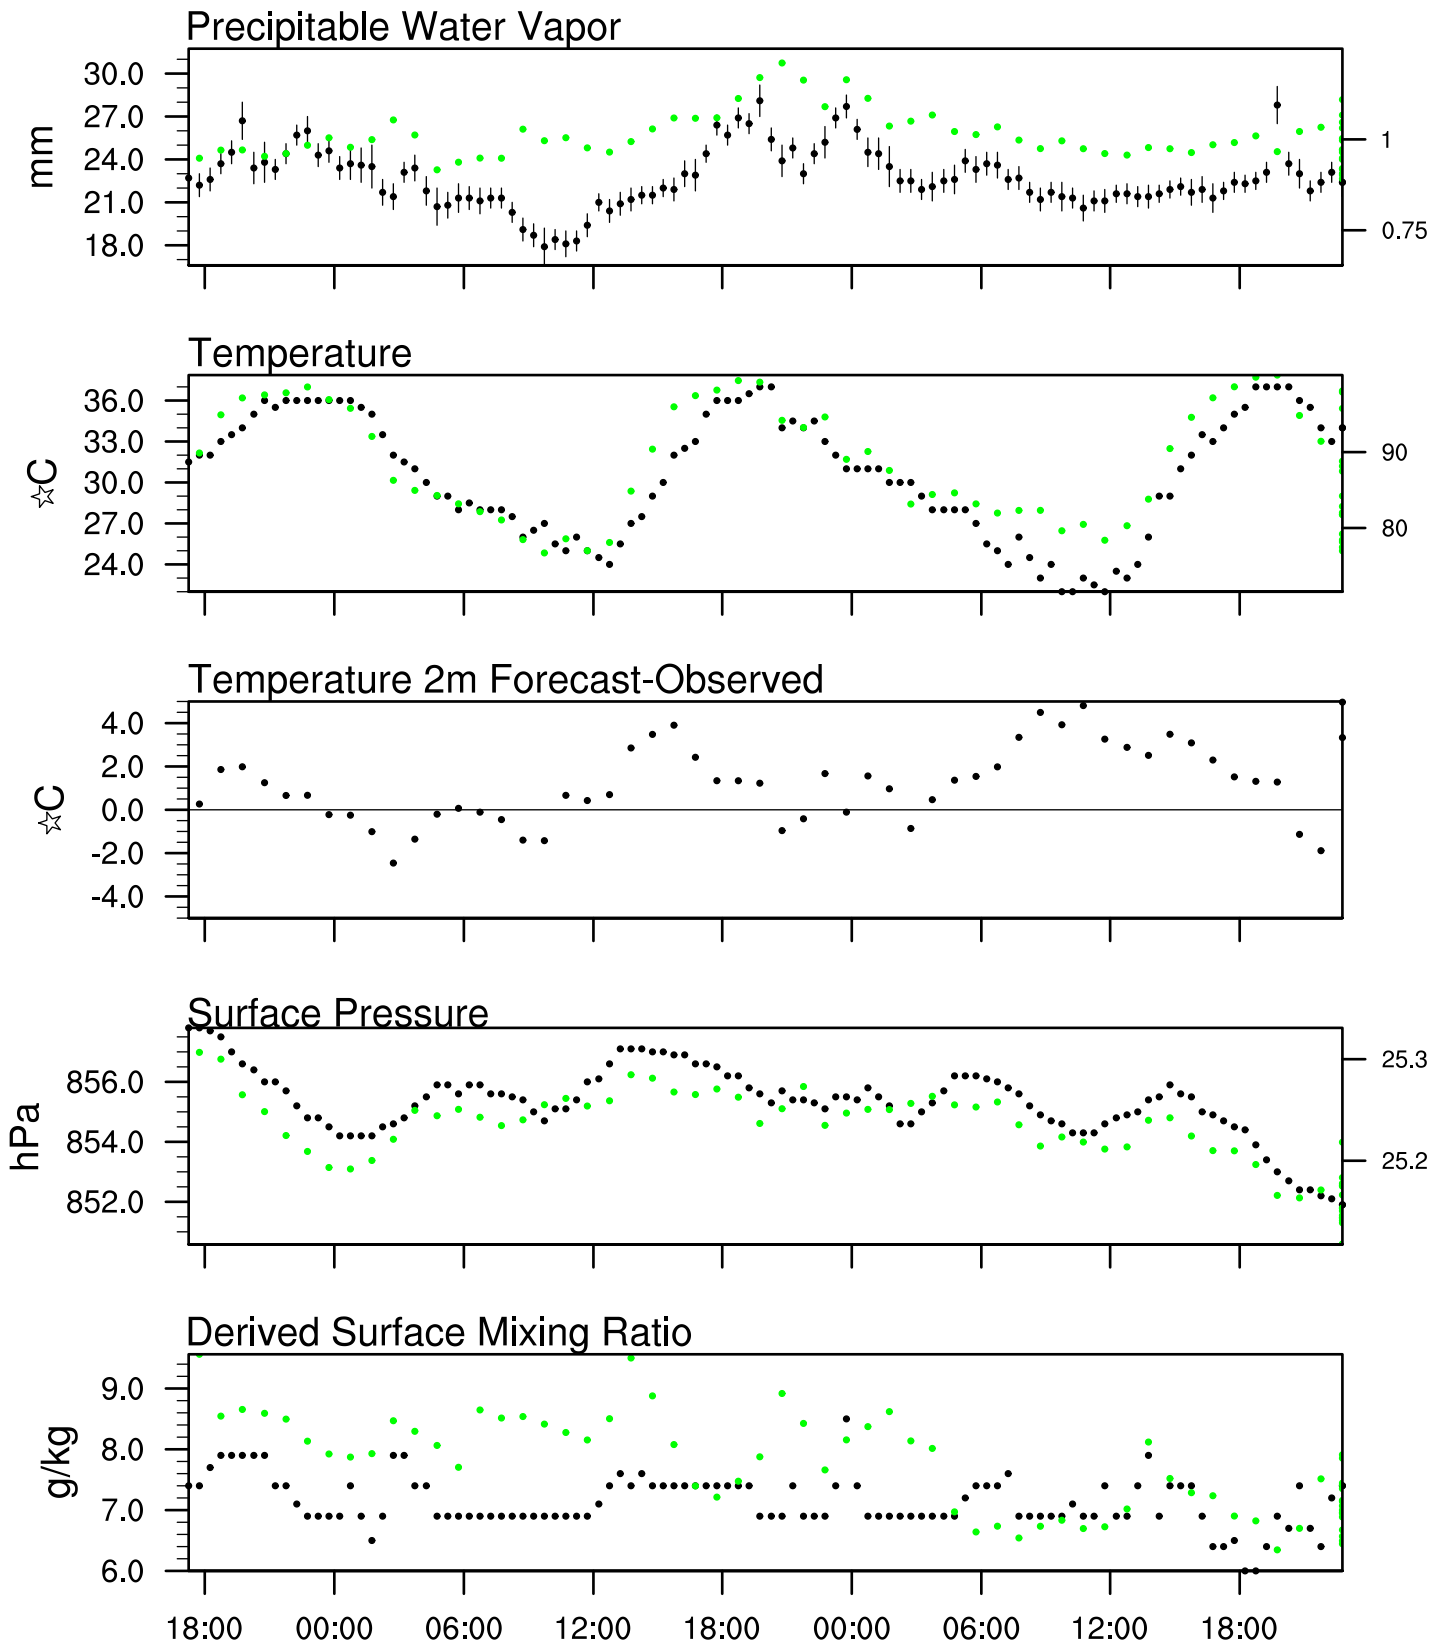 Precipitable Water Vapor
30.0
27.0
24.0
21.0
18.0
mm
1
0.75
Temperature
36.0
33.0
30.0
27.0
24.0
☆C
90
80
Temperature 2m Forecast-Observed
4.0
2.0
0.0
-2.0
-4.0
☆C
Surface Pressure
856.0
854.0
852.0
hPa
25.3
25.2
Derived Surface Mixing Ratio
9.0
8.0
7.0
6.0
g/kg
18:00 00:00 06:00 12:00 18:00 00:00 06:00 12:00 18:00